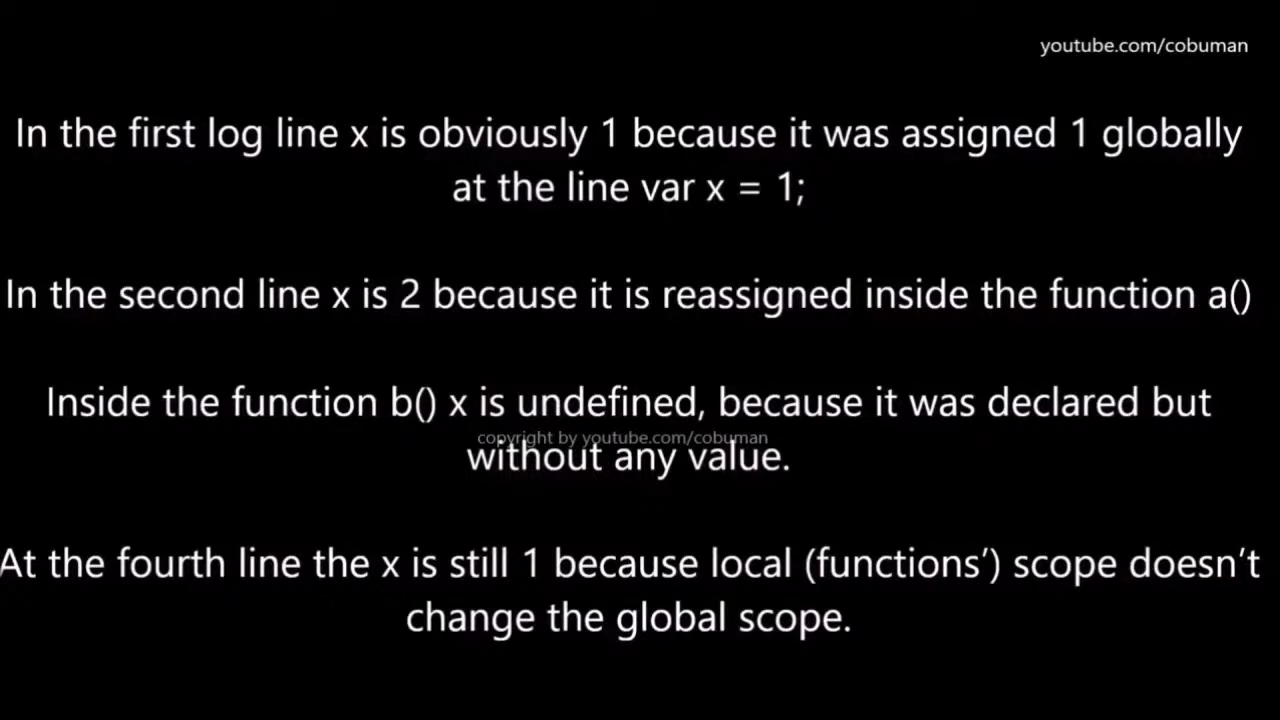 youtube.com/cobuman
In the first log line x is obviously 1 because it was assigned 1 globally
at the line var x = 1;
In the second line x is 2 because it is reassigned inside the function a()
Inside the function b() x is undefined, because it was declared but
copyright by youtube.com/cobuman
without any value.
At the fourth line the x is still 1 because local (functions’) scope doesn’t
change the global scope.